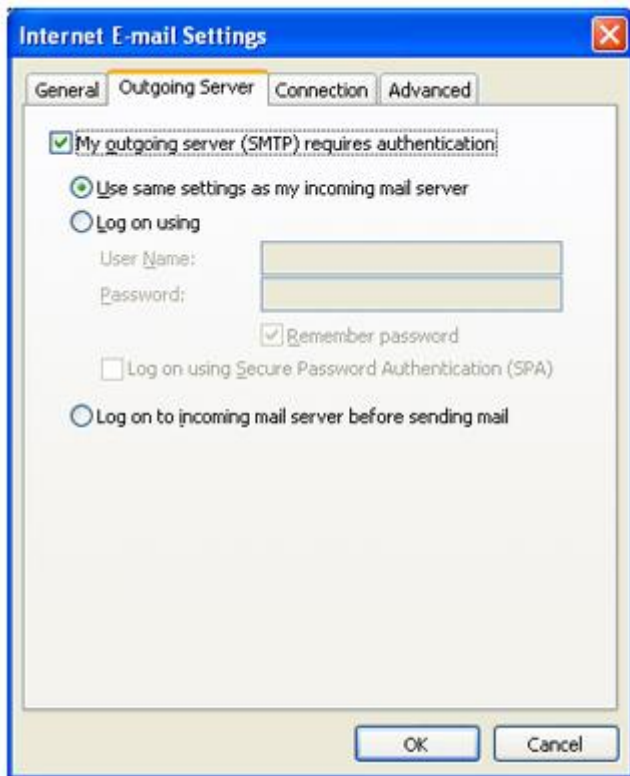 Internet E-mail Settings
General Outgoing Server Connection Advanced
My outgoing server (SMTP) requires authentication
Use same settings as my incoming mail server
Log on using
User Name:
Password:
Remember password
Log on using Secure Password Authentication (SPA)
Log on to incoming mail server before sending mail
OK Cancel